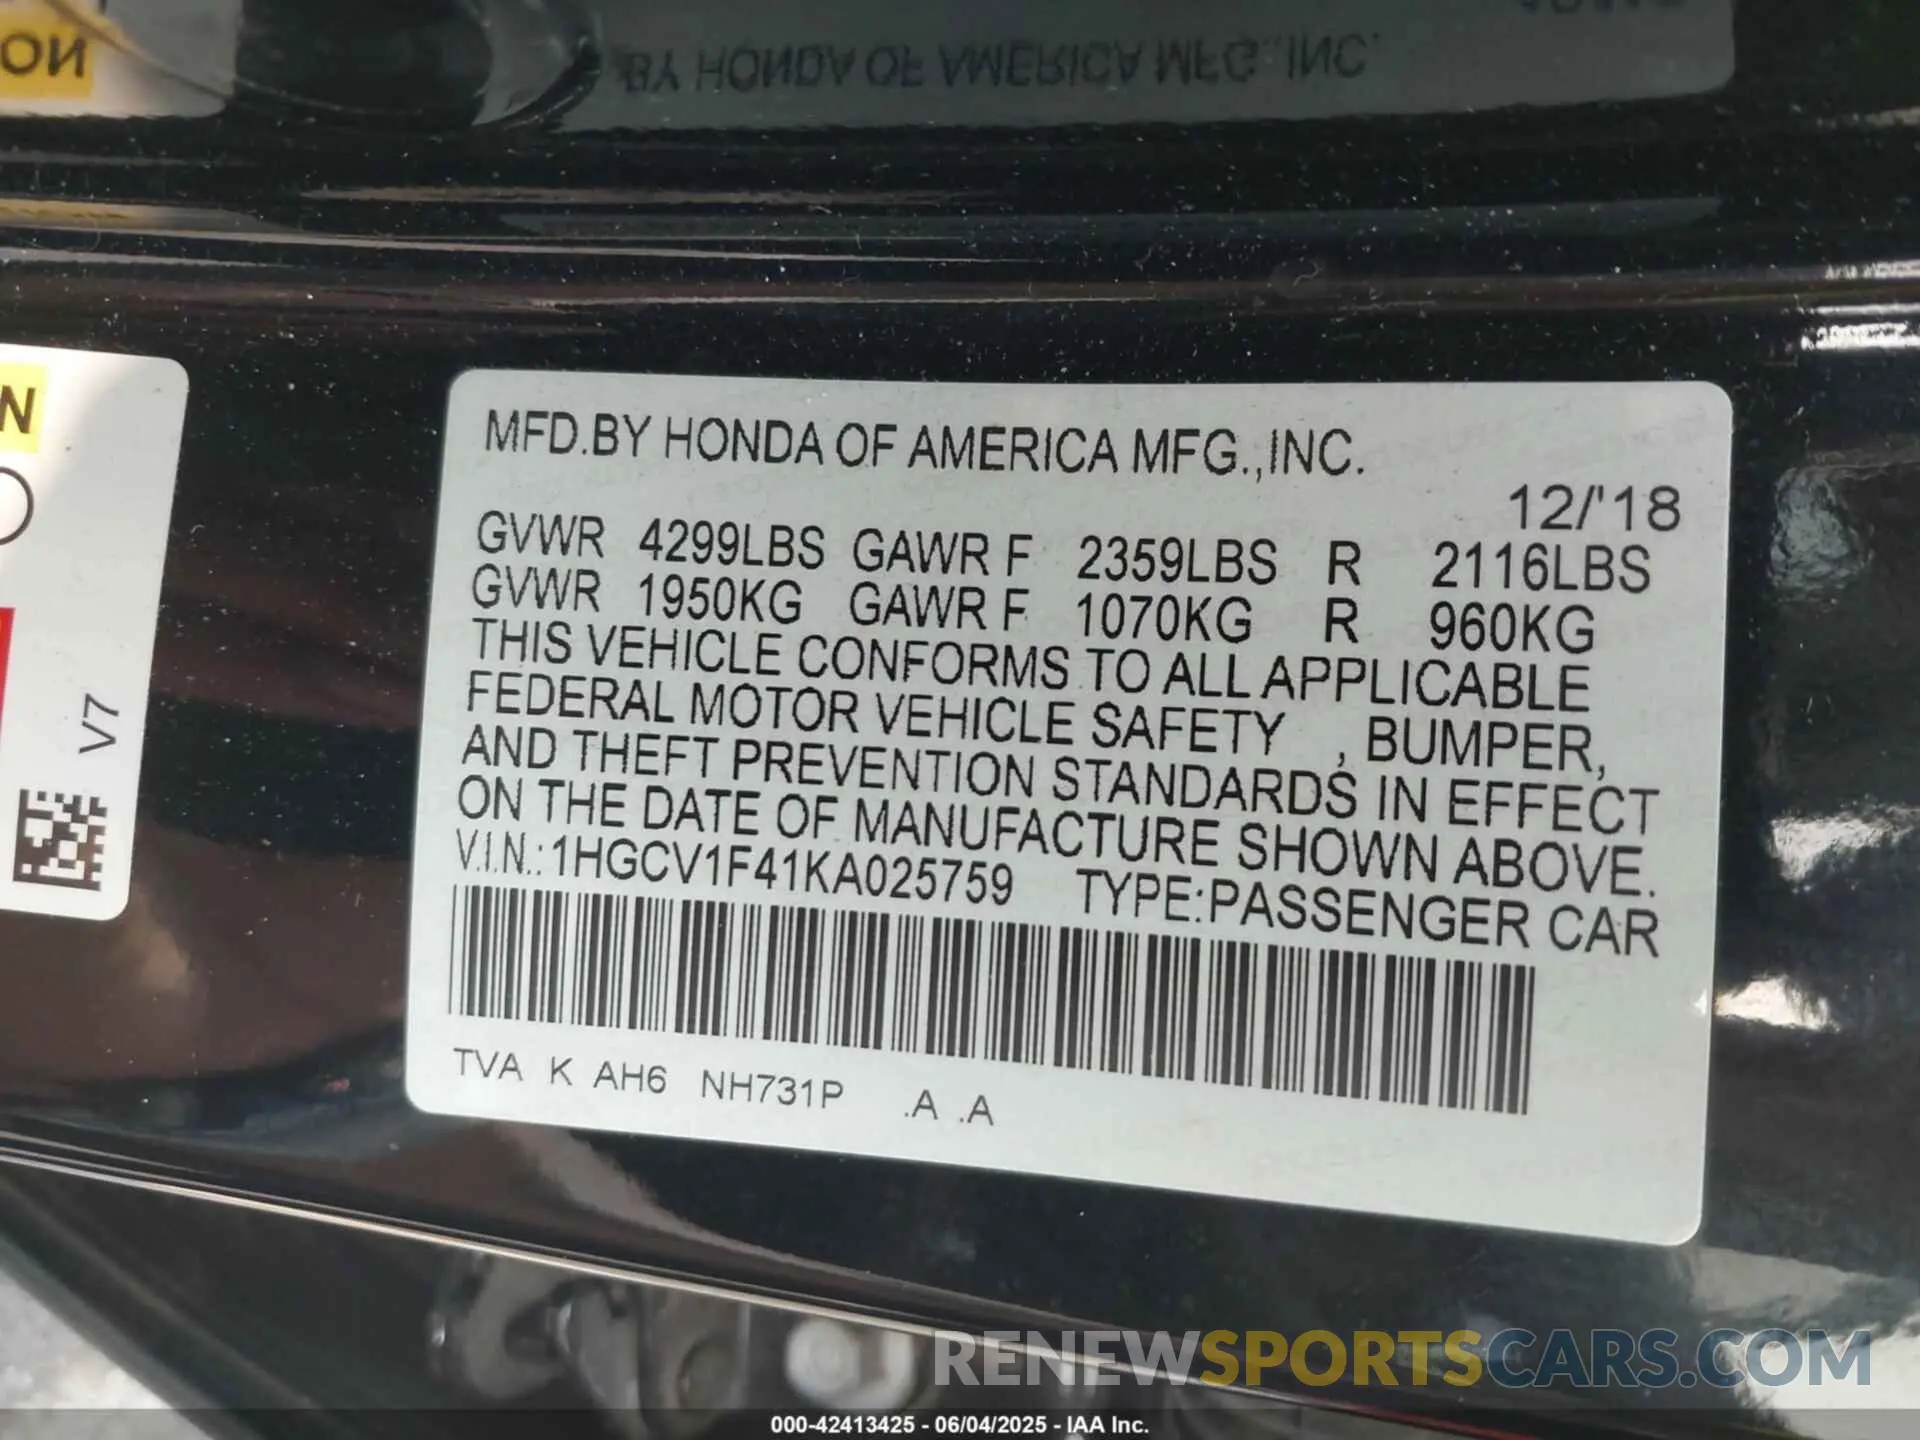 BY HONDA OF AMERICA MFG., INC.
ON
N
V7
MFD.BY HONDA OF AMERICA MFG.,INC.
12/'18
GVWR 4299LBS GAWR F 2359LBS R 2116LBS
GVWR 1950KG GAWR F 1070KG R 960KG
THIS VEHICLE CONFORMS TO ALL APPLICABLE
FEDERAL MOTOR VEHICLE SAFETY , BUMPER,
AND THEFT PREVENTION STANDARDS IN EFFECT
ON THE DATE OF MANUFACTURE SHOWN ABOVE.
V.I.N.:1HGCV1F41KA025759 TYPE:PASSENGER CAR
TVA K AH6 NH731P .A .A
RENEWSPORTSCARS.COM
000-42413425 - 06/04/2025 - IAA Inc.